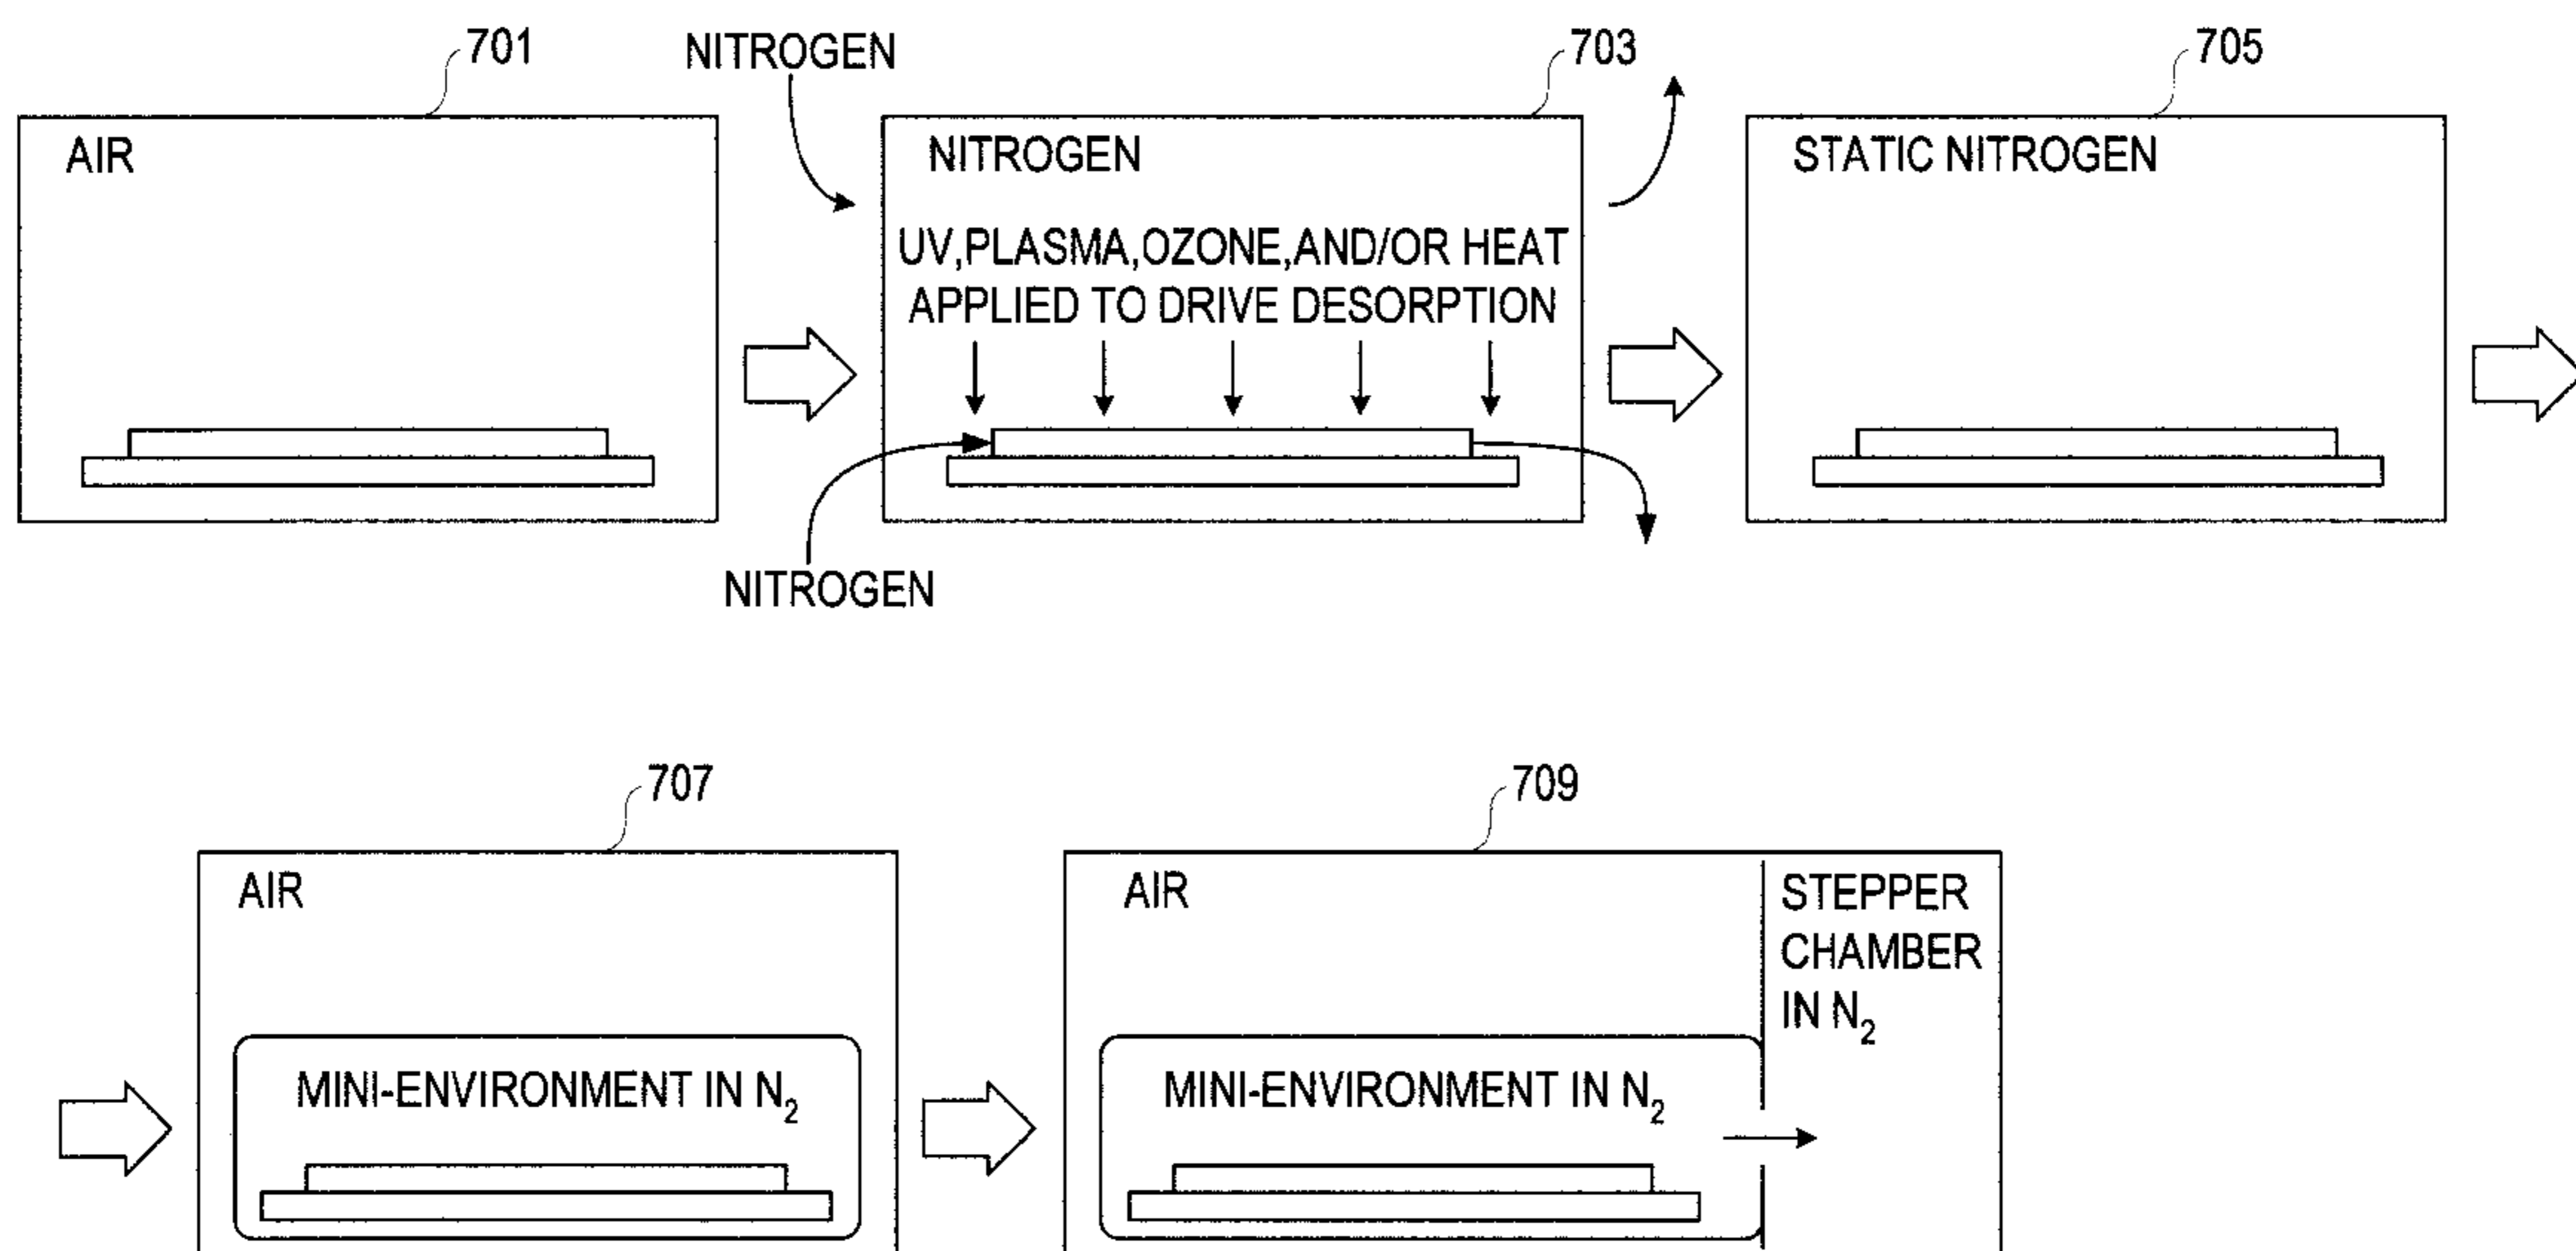 701
NITROGEN
703
705
AIR
NITROGEN
STATIC NITROGEN
UV,PLASMA,OZONE,AND/OR HEAT
APPLIED TO DRIVE DESORPTION
NITROGEN
707
709
AIR
MINI-ENVIRONMENT IN N₂
AIR
MINI-ENVIRONMENT IN N₂
STEPPER
CHAMBER
IN N₂